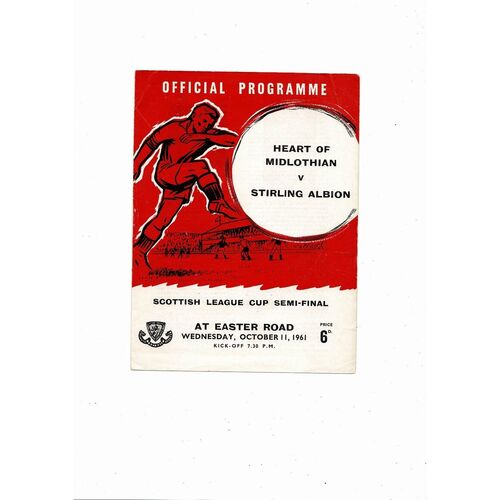 OFFICIAL PROGRAMME
HEART OF
MIDLOTHIAN
V
STIRLING ALBION
SCOTTISH LEAGUE CUP SEMI-FINAL
AT EASTER ROAD
WEDNESDAY, OCTOBER 11, 1961
KICK-OFF 7.30 P.M.
PRICE
6D.